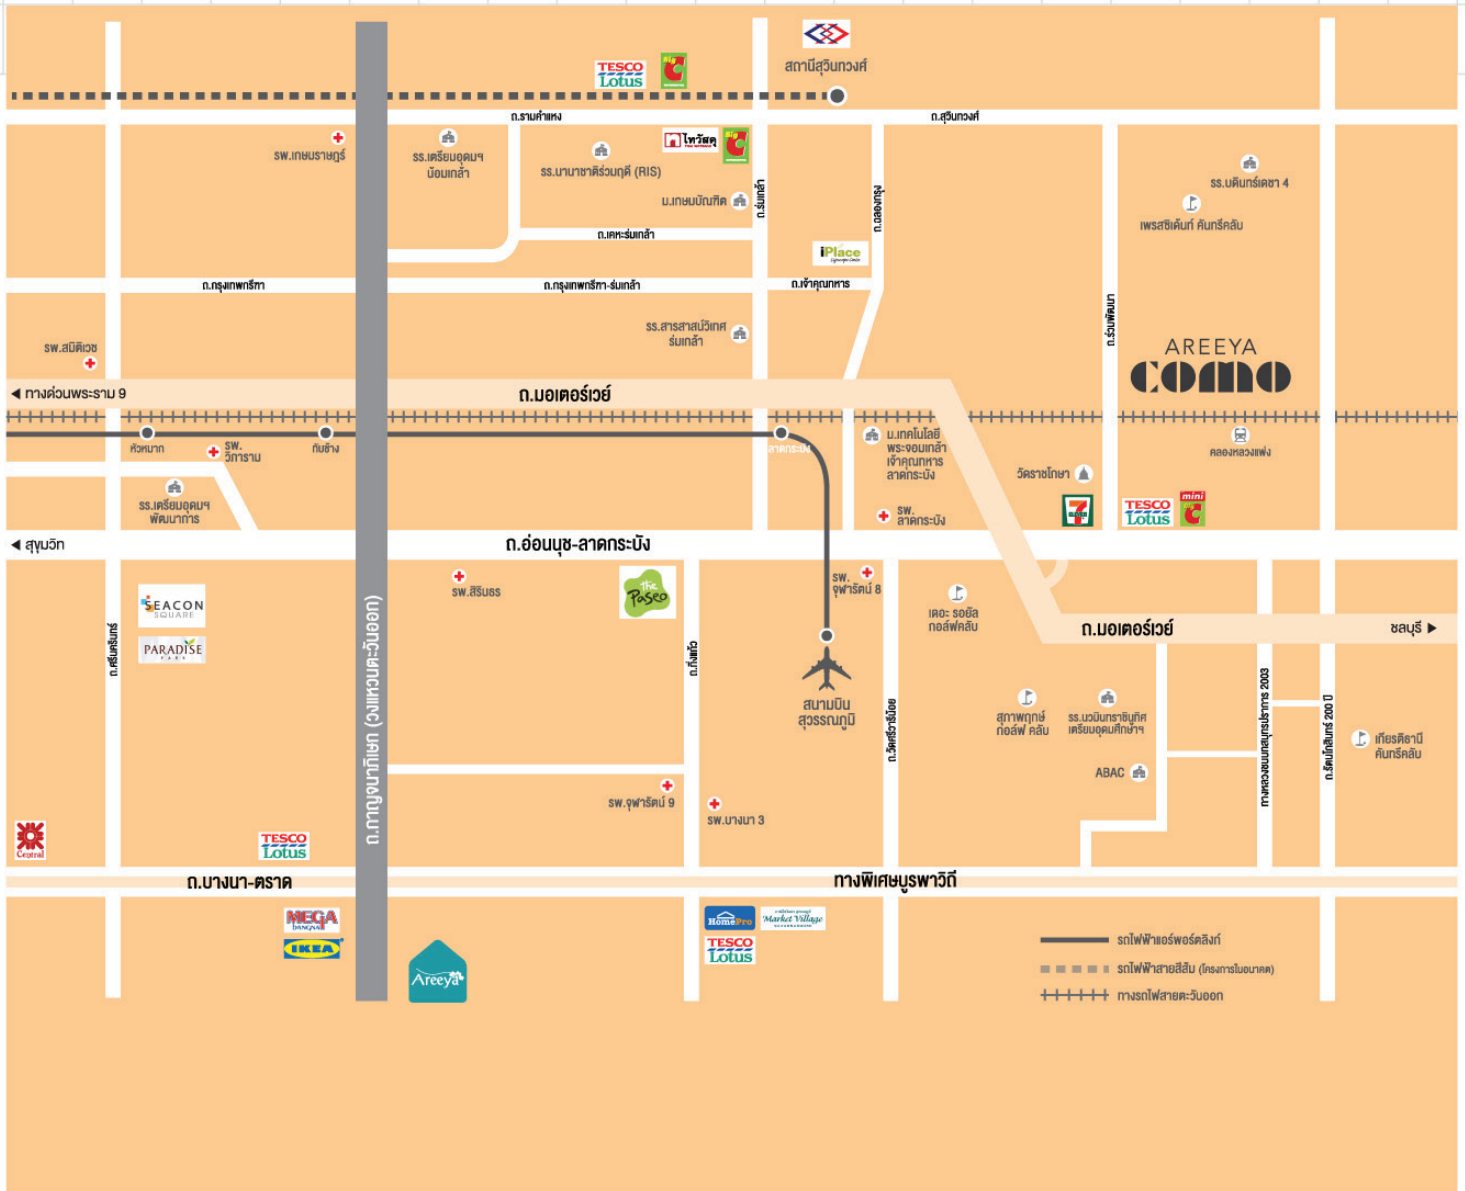 สถานีสุวินทวงศ์
TESCO
Lotus
Big
C
ถ.รามคำแหง
ถ.สุวินทวงศ์
รพ.เกษมราษฎร์
รร.เตรียมอุดมฯ
น้อมเกล้า
รร.นานาชาติร่วมฤดี (RIS)
ไทวัสดุ
Big
C
ม.เกษมบัณฑิต
ถ.ร่มเกล้า
ถ.ฉลองกรุง
รร.บดินทร์เดชา 4
เพรสซิเด้นท์ คันทรีคลับ
ถ.เคหะร่มเกล้า
iPlace
ถ.กรุงเทพกรีฑา
ถ.กรุงเทพกรีฑา-ร่มเกล้า
ถ.เจ้าคุณทหาร
ถ.ร่วมพัฒนา
รร.สารสาสน์วิเทศ
ร่มเกล้า
รพ.สมิติเวช
AREEYA
COMO
◀ ทางด่วนพระราม 9
ถ.มอเตอร์เวย์
หัวหมาก
รพ.
วิภาราม
ทับช้าง
ลาดกระบัง
ม.เทคโนโลยี
พระจอมเกล้า
เจ้าคุณทหาร
ลาดกระบัง
คลองหลวงแพ่ง
วัดราชโกษา
รร.เตรียมอุดมฯ
พัฒนาการ
รพ.
ลาดกระบัง
7
ELEVEN
TESCO
Lotus
mini
Big
C
◀ สุขุมวิท
ถ.อ่อนนุช-ลาดกระบัง
รพ.สิรินธร
the
Paseo
รพ.
จุฬารัตน์ 8
เดอะ รอยัล
กอล์ฟคลับ
SEACON
SQUARE
PARADISE
PARK
ถ.ศรีนครินทร์
ถ.กาญจนาภิเษก (วงแหวนตะวันออก)
ถ.กิ่งแก้ว
ถ.มอเตอร์เวย์
ชลบุรี ▶
สนามบิน
สุวรรณภูมิ
ถ.วัดศรีวารีน้อย
สุภาพฤกษ์
กอล์ฟ คลับ
รร.นวมินทราชินูทิศ
เตรียมอุดมศึกษาฯ
ทางหลวงชนบทสมุทรปราการ 2003
ถ.รัตนโกสินทร์ 200 ปี
เกียรติธานี
คันทรีคลับ
ABAC
รพ.จุฬารัตน์ 9
รพ.บางนา 3
Central
TESCO
Lotus
ถ.บางนา-ตราด
ทางพิเศษบูรพาวิถี
MEGA
BANGNA
IKEA
Areeya
HomePro
Market Village
TESCO
Lotus
รถไฟฟ้าแอร์พอร์ตลิงก์
รถไฟฟ้าสายสีส้ม (โครงการในอนาคต)
ทางรถไฟสายตะวันออก